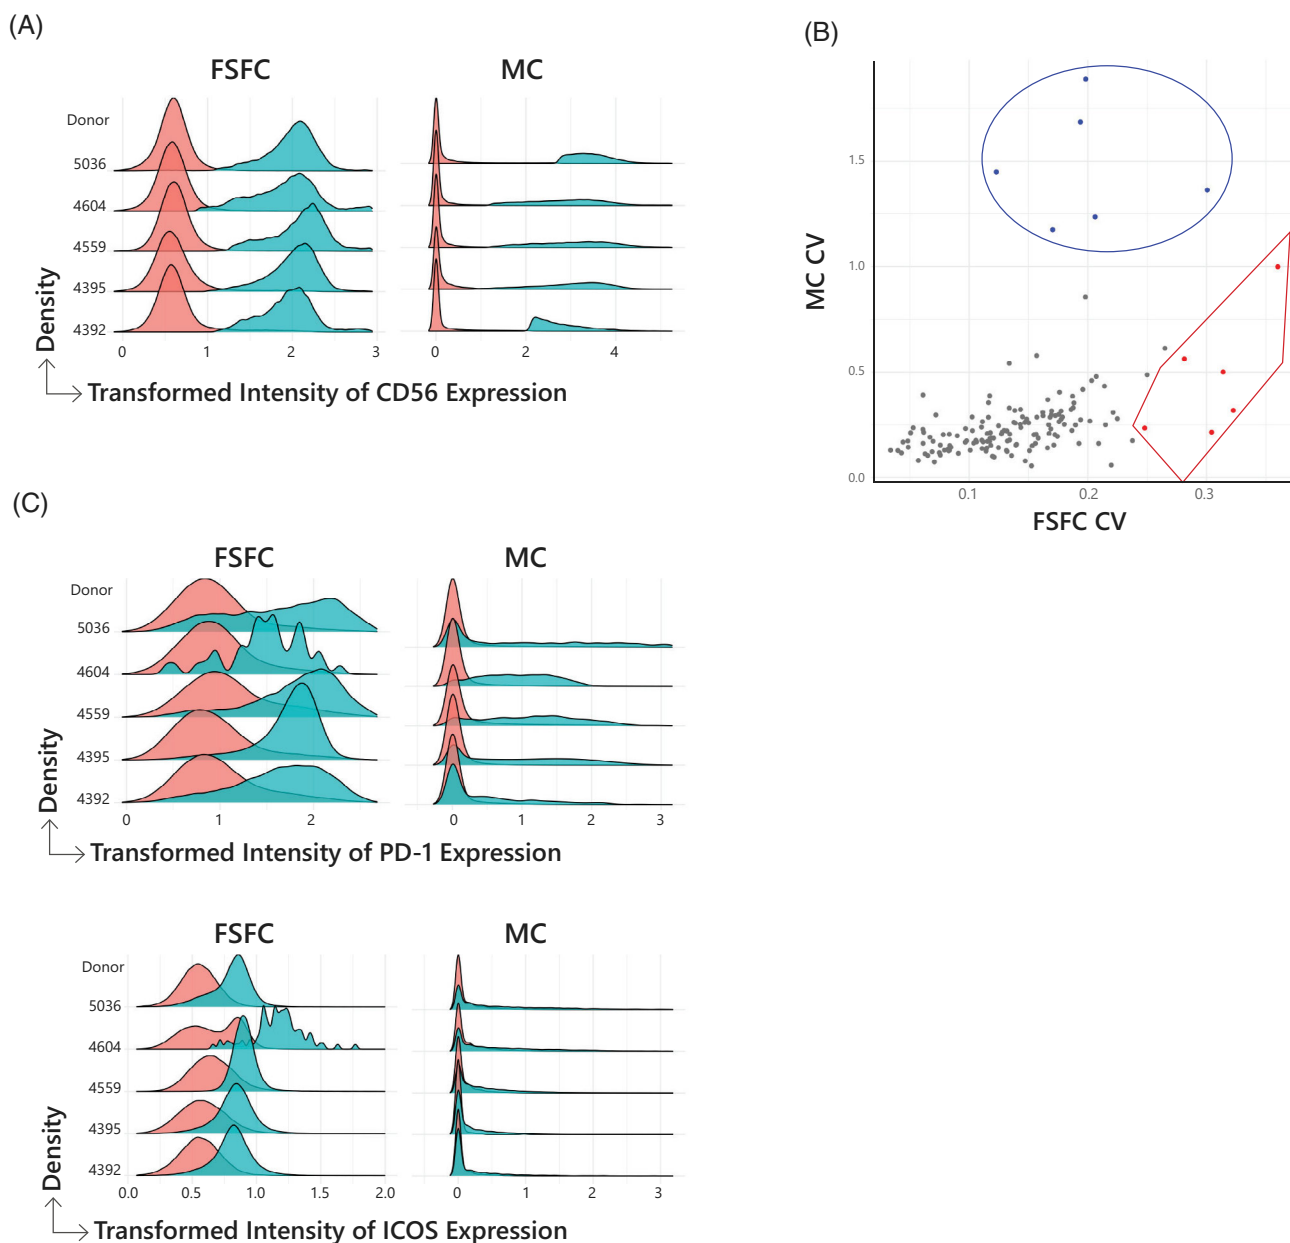 (A)
FSFC MC
Donor
5036
4604
4559
4395
4392
0 1 2 3 0 2 4
Density
Transformed Intensity of CD56 Expression
(B)
MC CV
1.5
1.0
0.5
0.0
0.1 0.2 0.3
FSFC CV
(C)
FSFC MC
Donor
5036
4604
4559
4395
4392
0 1 2 0 1 2 3
Density
Transformed Intensity of PD-1 Expression
FSFC MC
Donor
5036
4604
4559
4395
4392
0.0 0.5 1.0 1.5 2.0 0 1 2 3
Density
Transformed Intensity of ICOS Expression